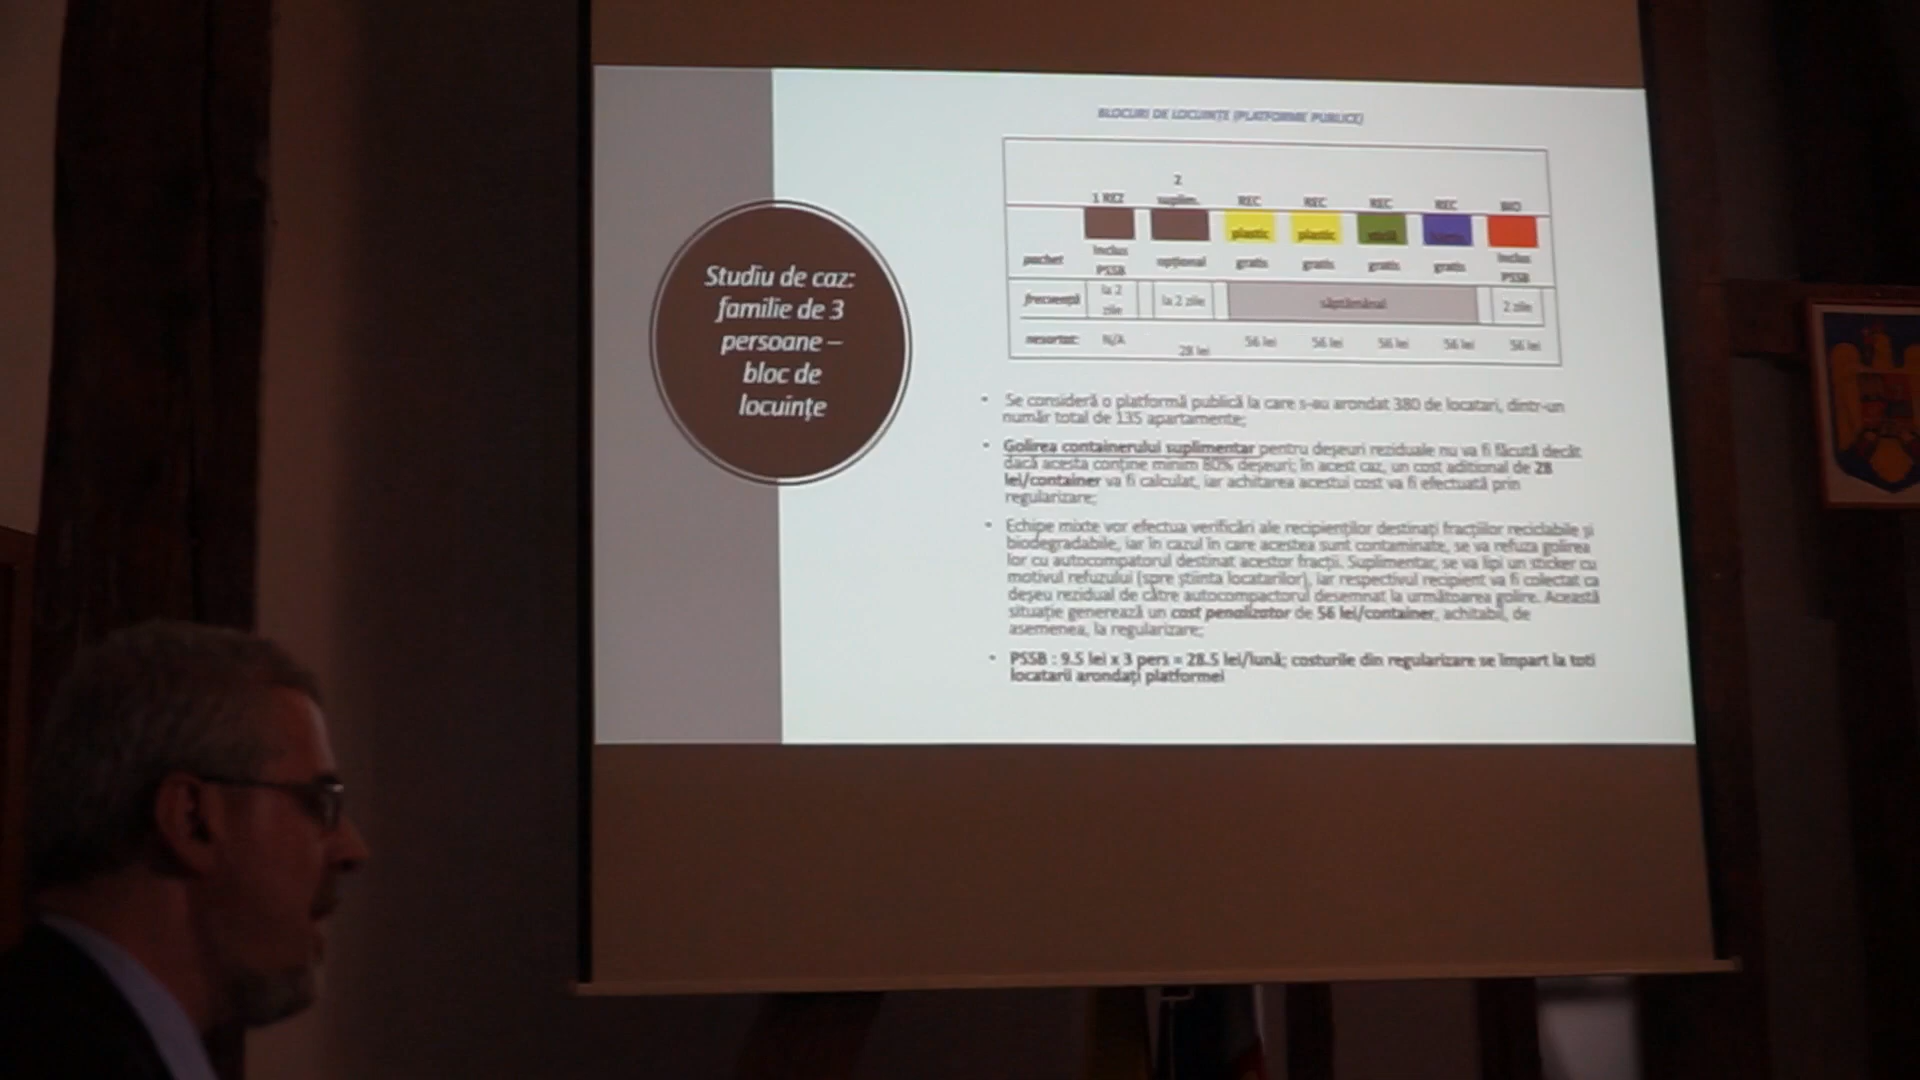 BLOCURI DE LOCUINȚE (PLATFORME PUBLICE)
Studiu de caz:
familie de 3
persoane –
bloc de
locuințe
1 REZ 2 suplim. REC REC REC REC BIO
plastic plastic sticlă
pachet Inclus PSSB opțional gratis gratis gratis gratis Inclus PSSB
frecvență la 2 zile la 2 zile săptămânal 2 zile
nesortat: N/A 28 lei 56 lei 56 lei 56 lei 56 lei 56 lei
• Se consideră o platformă publică la care s-au arondat 380 de locatari, dintr-un
număr total de 135 apartamente;
• Golirea containerului suplimentar pentru deșeuri reziduale nu va fi făcută decât
dacă acesta conține minim 80% deșeuri; în acest caz, un cost aditional de 28
lei/container va fi calculat, iar achitarea acestui cost va fi efectuată prin
regularizare;
• Echipe mixte vor efectua verificări ale recipienților destinați fracțiilor reciclabile și
biodegradabile, iar în cazul în care acestea sunt contaminate, se va refuza golirea
lor cu autocompatorul destinat acestor fracții. Suplimentar, se va lipi un sticker cu
motivul refuzului (spre știința locatarilor), iar respectivul recipient va fi colectat ca
deșeu rezidual de către autocompactorul desemnat la următoarea golire. Această
situație generează un cost penalizator de 56 lei/container, achitabil, de
asemenea, la regularizare;
• PSSB : 9.5 lei x 3 pers = 28.5 lei/lună; costurile din regularizare se împart la toti
locatarii arondați platformei